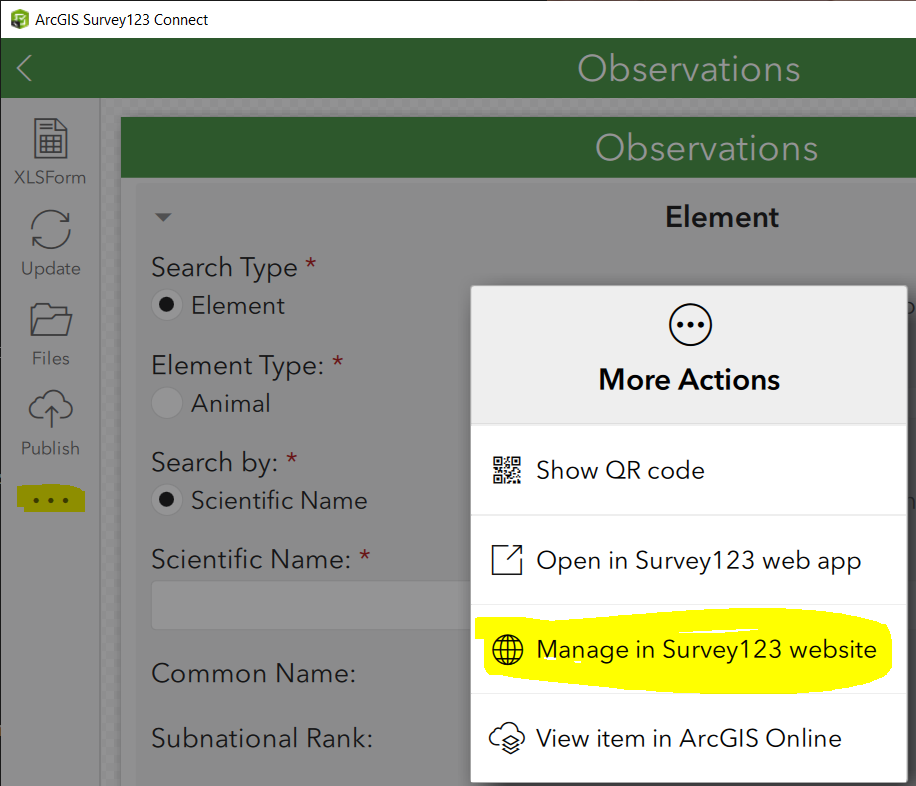 ArcGIS Survey123 Connect
Observations
XLSForm
Update
Files
Publish
Observations
Element
Search Type *
Element
Element Type: *
Animal
Search by: *
Scientific Name
Scientific Name: *
Common Name:
Subnational Rank:
More Actions
Show QR code
Open in Survey123 web app
Manage in Survey123 website
View item in ArcGIS Online